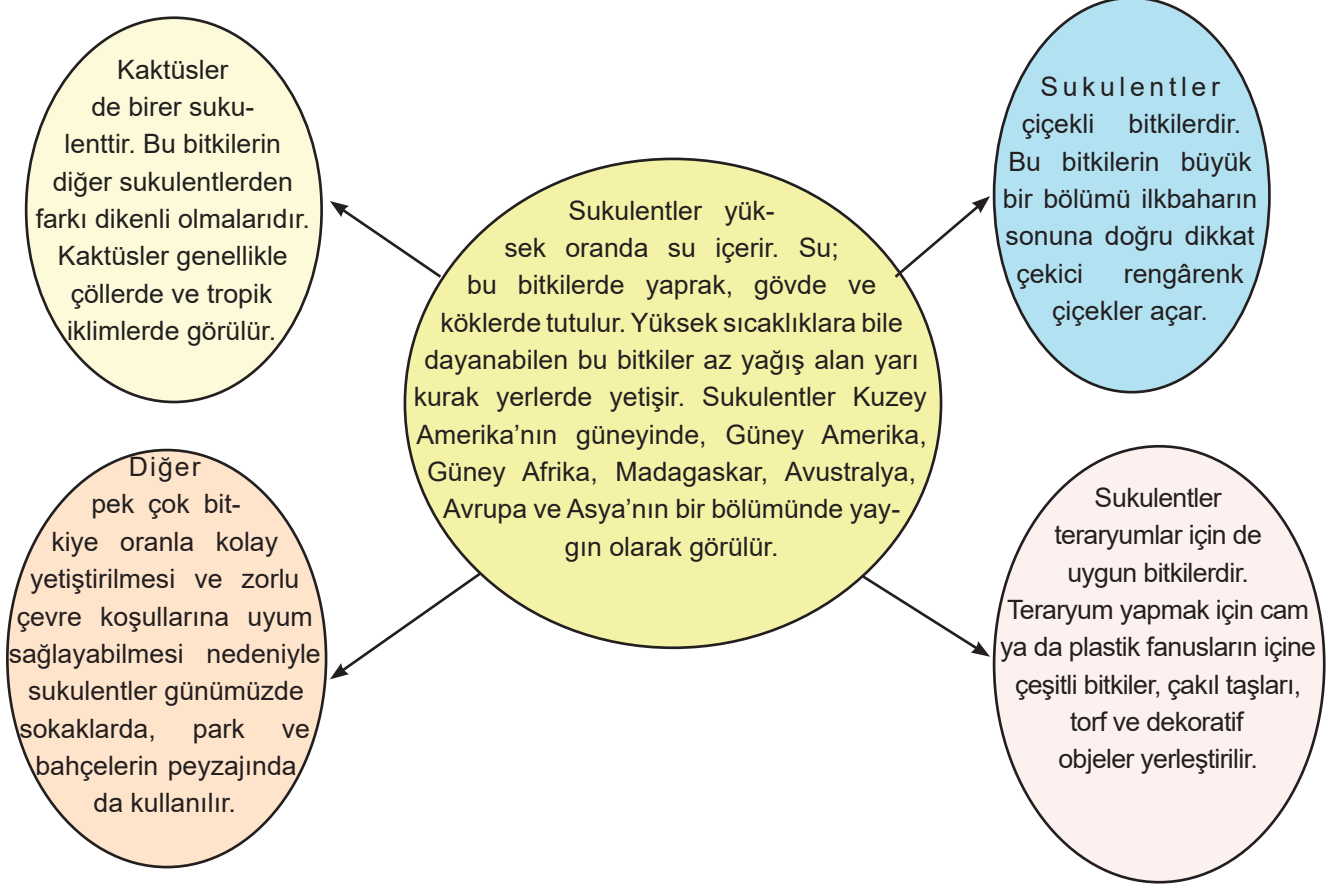 Kaktüsler
de birer suku-
lenttir. Bu bitkilerin
diğer sukulentlerden
farkı dikenli olmalarıdır.
Kaktüsler genellikle
çöllerde ve tropik
iklimlerde görülür.
Sukulentler
çiçekli bitkilerdir.
Bu bitkilerin büyük
bir bölümü ilkbaharın
sonuna doğru dikkat
çekici rengârenk
çiçekler açar.
Sukulentler yük-
sek oranda su içerir. Su;
bu bitkilerde yaprak, gövde ve
köklerde tutulur. Yüksek sıcaklıklara bile
dayanabilen bu bitkiler az yağış alan yarı
kurak yerlerde yetişir. Sukulentler Kuzey
Amerika’nın güneyinde, Güney Amerika,
Güney Afrika, Madagaskar, Avustralya,
Avrupa ve Asya’nın bir bölümünde yay-
gın olarak görülür.
Diğer
pek çok bit-
kiye oranla kolay
yetiştirilmesi ve zorlu
çevre koşullarına uyum
sağlayabilmesi nedeniyle
sukulentler günümüzde
sokaklarda, park ve
bahçelerin peyzajında
da kullanılır.
Sukulentler
teraryumlar için de
uygun bitkilerdir.
Teraryum yapmak için cam
ya da plastik fanusların içine
çeşitli bitkiler, çakıl taşları,
torf ve dekoratif
objeler yerleştirilir.